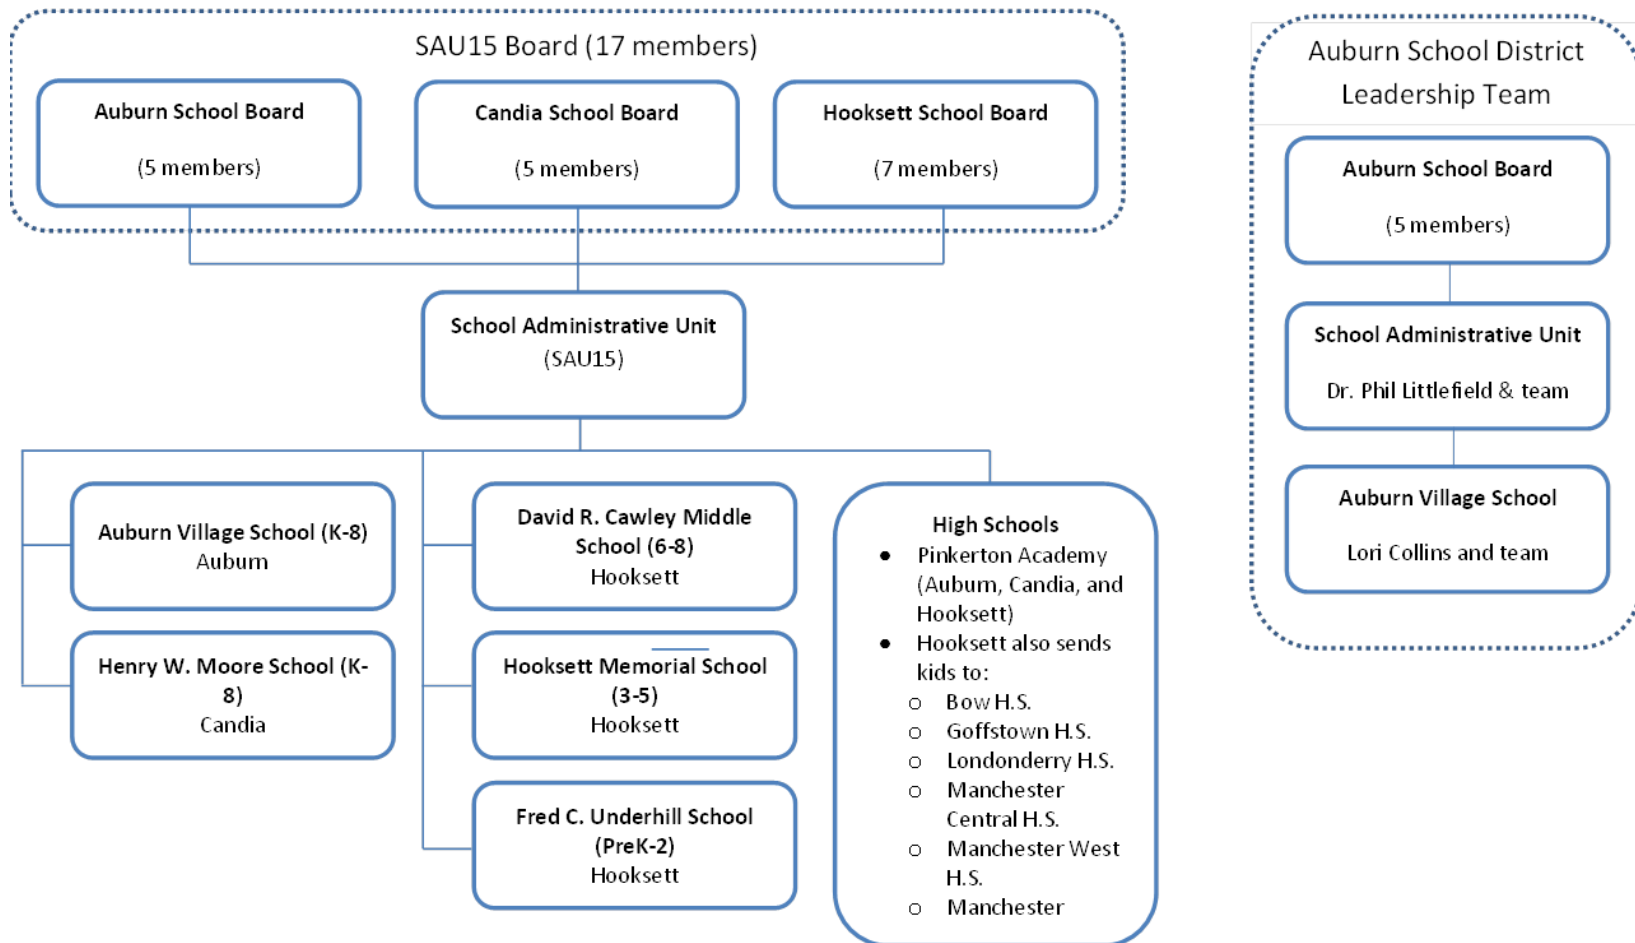 SAU15 Board (17 members)
Auburn School Board
(5 members)
Candia School Board
(5 members)
Hooksett School Board
(7 members)
School Administrative Unit
(SAU15)
Auburn Village School (K-8)
Auburn
Henry W. Moore School (K-
8)
Candia
David R. Cawley Middle
School (6-8)
Hooksett
Hooksett Memorial School
(3-5)
Hooksett
Fred C. Underhill School
(PreK-2)
Hooksett
High Schools
● Pinkerton Academy
(Auburn, Candia, and
Hooksett)
● Hooksett also sends
kids to:
○ Bow H.S.
○ Goffstown H.S.
○ Londonderry H.S.
○ Manchester
Central H.S.
○ Manchester West
H.S.
○ Manchester
Auburn School District
Leadership Team
Auburn School Board
(5 members)
School Administrative Unit
Dr. Phil Littlefield & team
Auburn Village School
Lori Collins and team